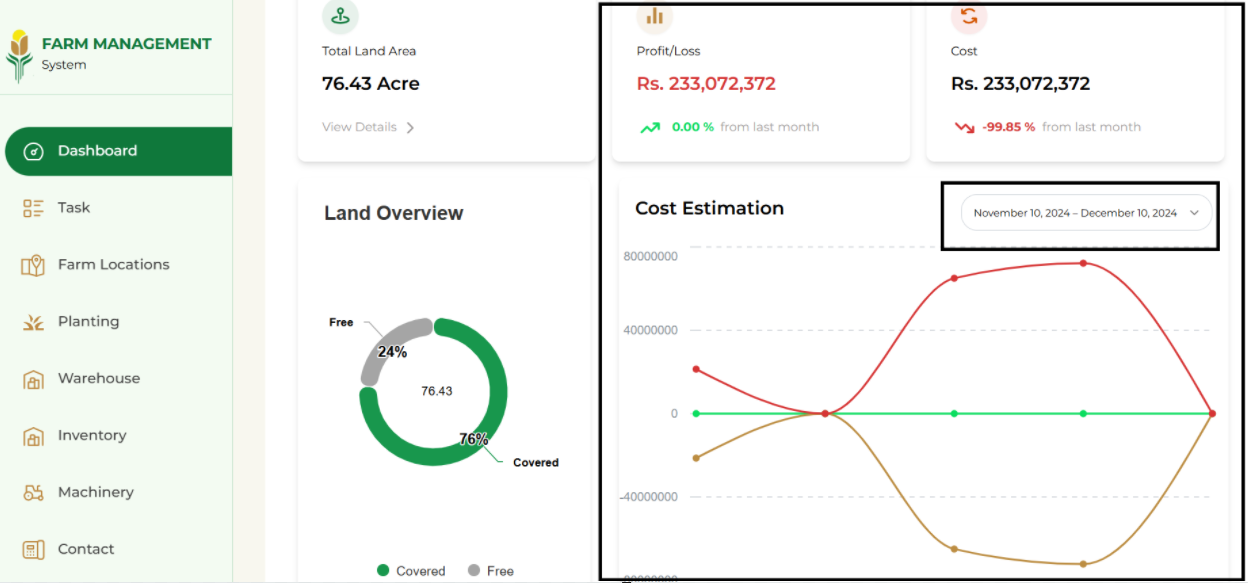 FARM MANAGEMENT
System
Dashboard
Task
Farm Locations
Planting
Warehouse
Inventory
Machinery
Contact
Total Land Area
76.43 Acre
View Details
Profit/Loss
Rs. 233,072,372
0.00 % from last month
Cost
Rs. 233,072,372
-99.85 % from last month
Land Overview
Free
24%
76.43
76%
Covered
Covered
Free
Cost Estimation
November 10, 2024 – December 10, 2024
80000000
40000000
0
-40000000